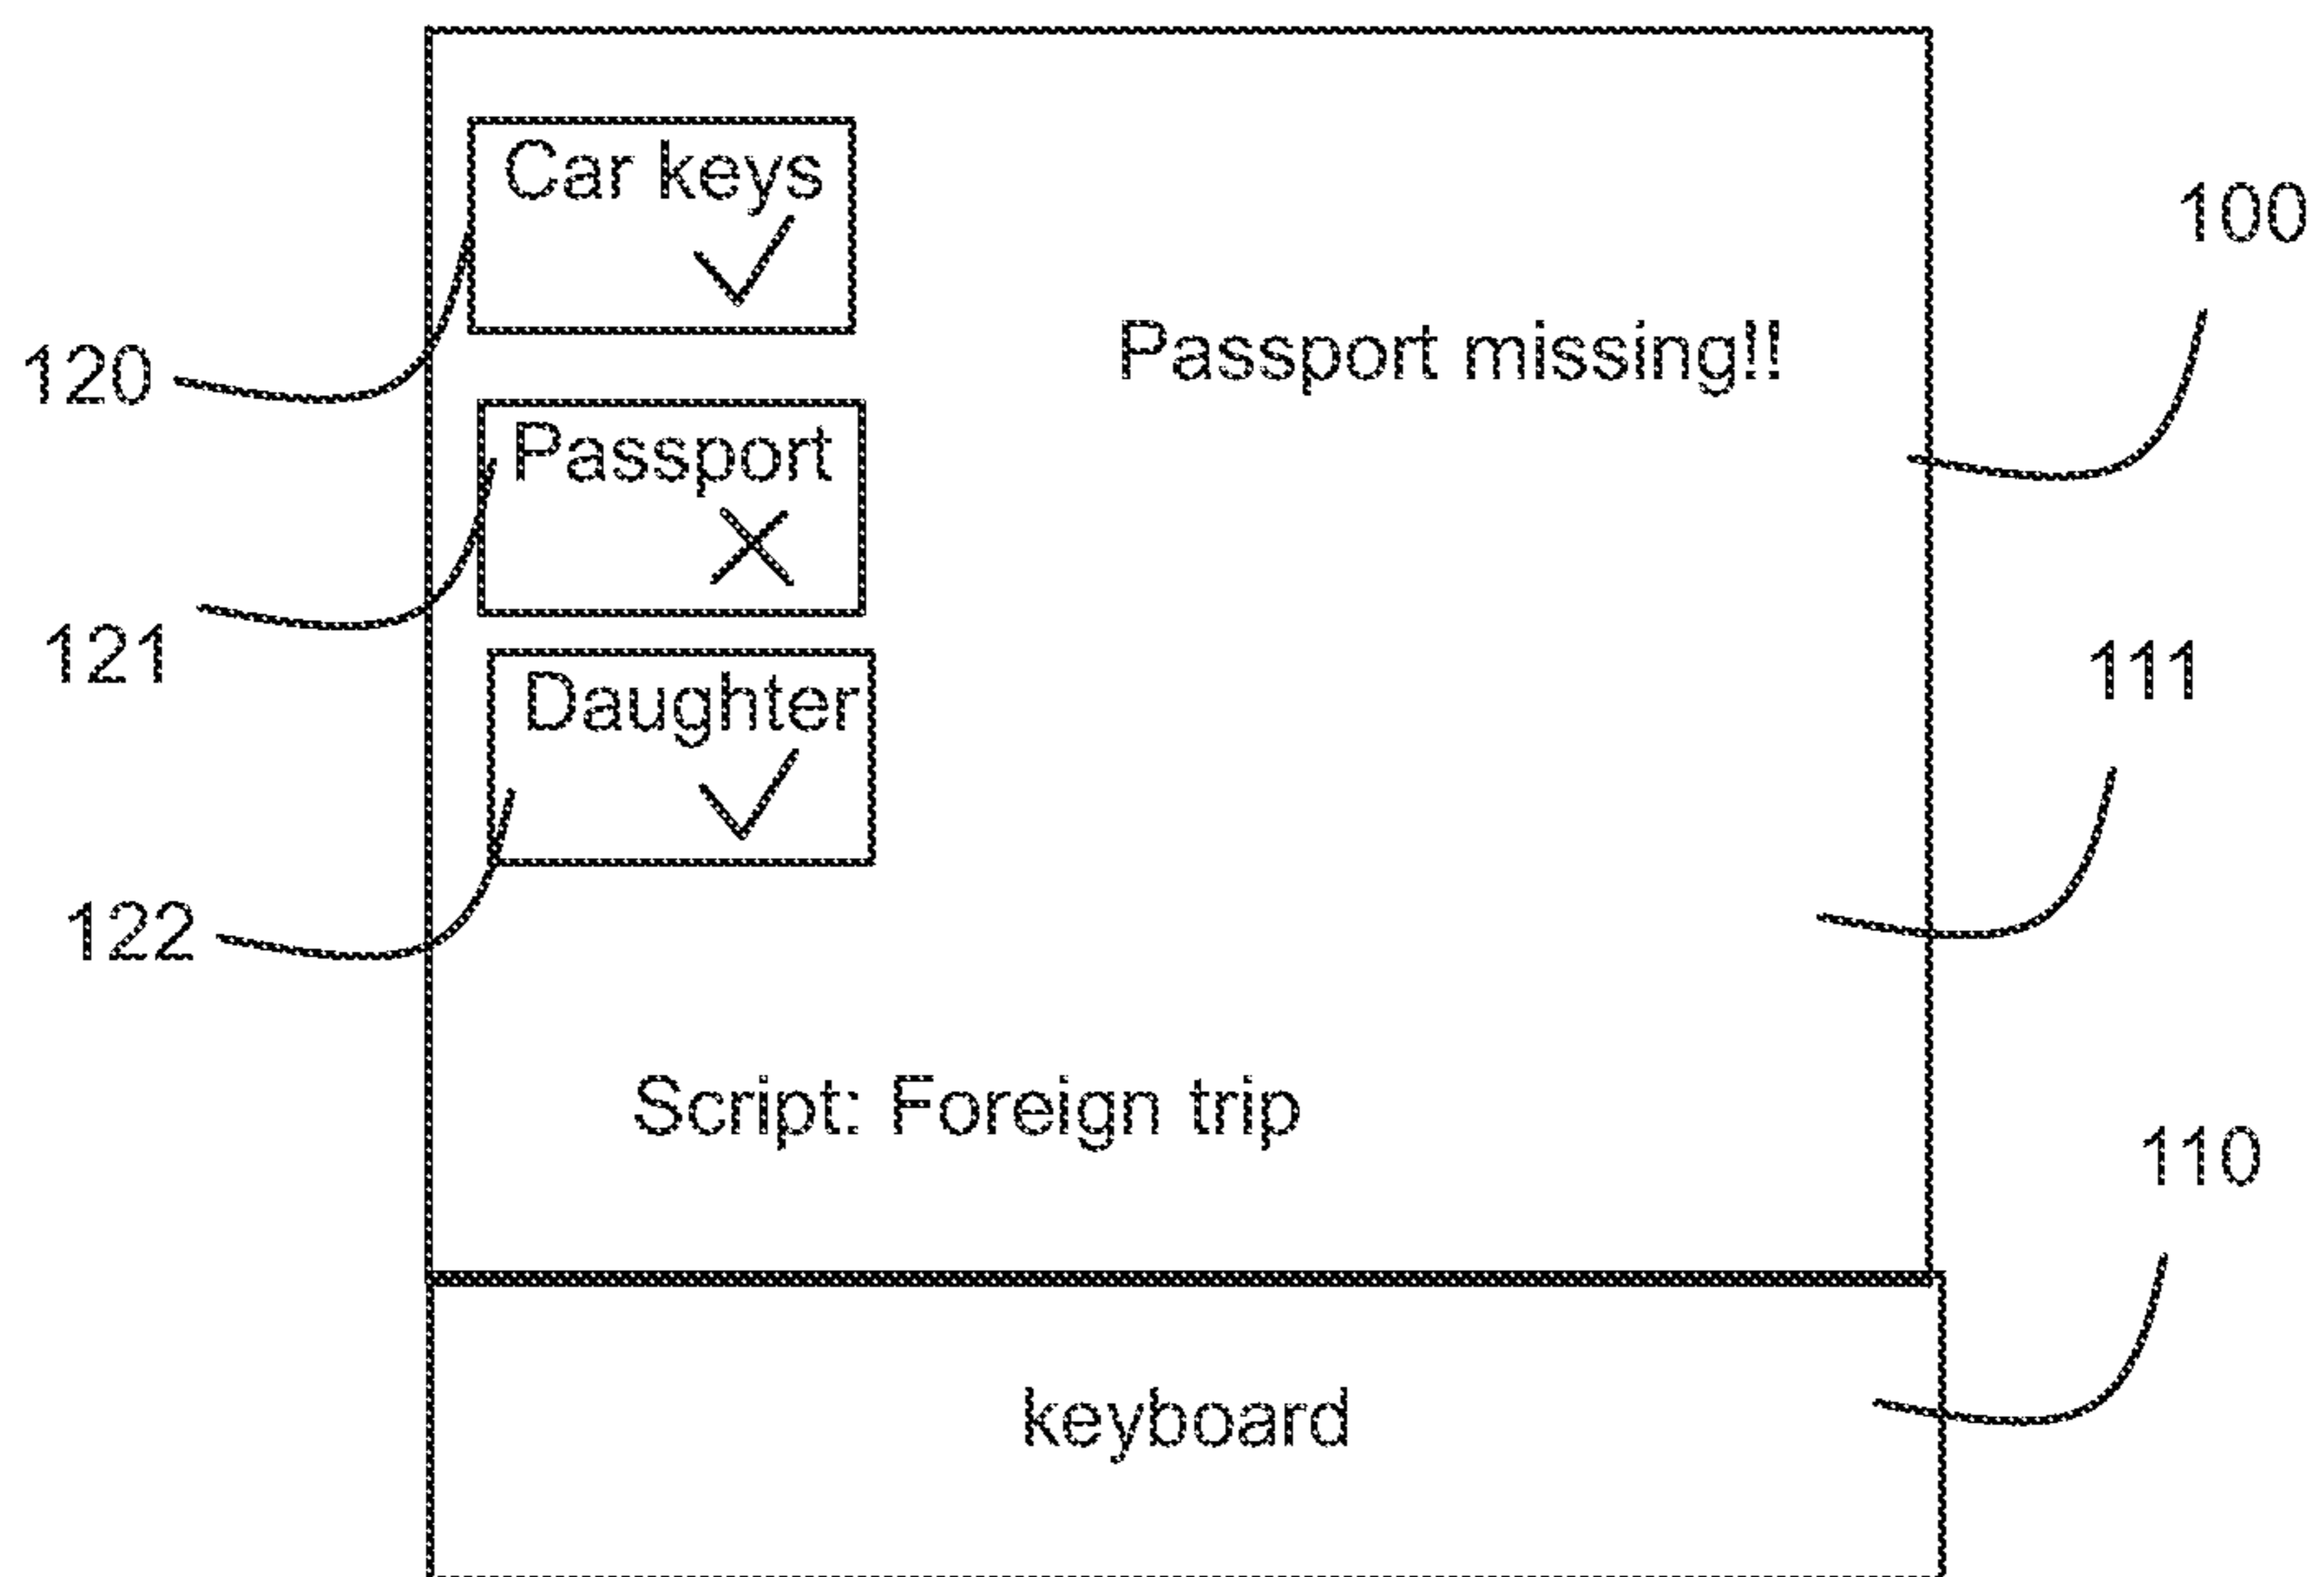 Car keys
100
Passport missing!!
120
Passport
121
111
Daughter
122
Script: Foreign trip
110
keyboard